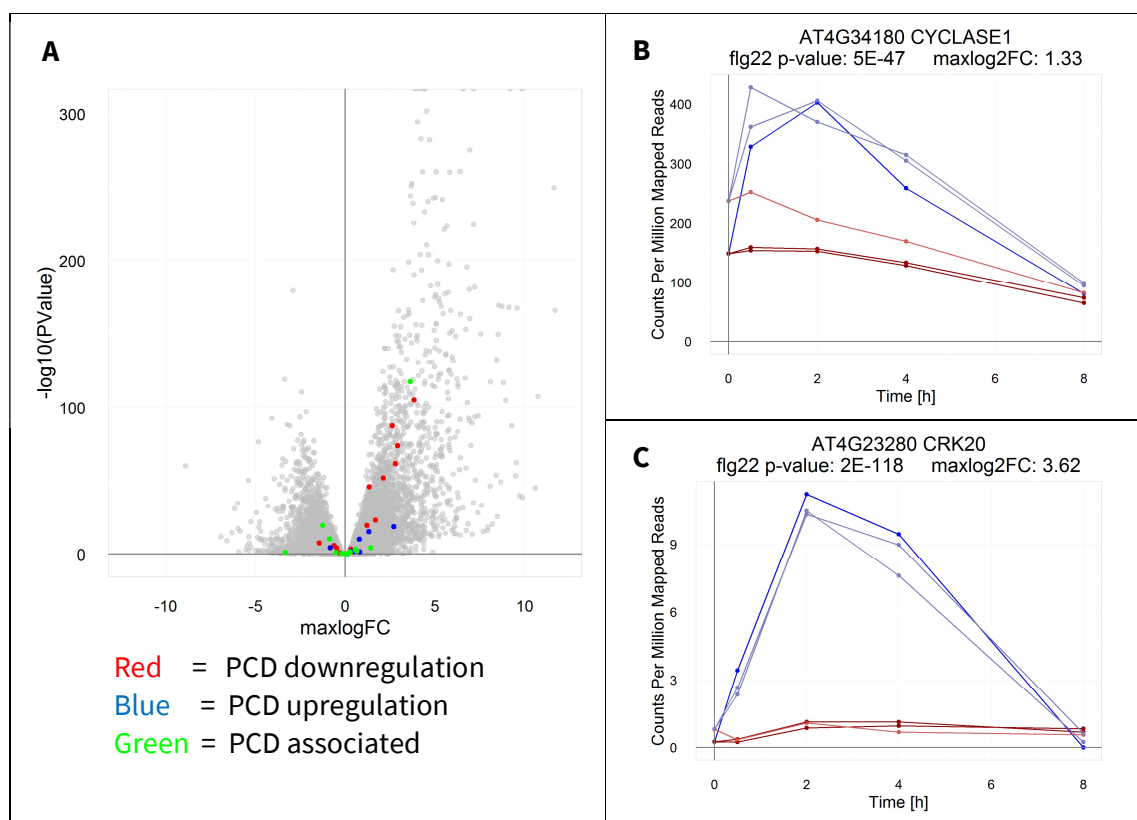 A
300
200
100
0
-log10(PValue)
-10
-5
0
5
10
maxlogFC
Red = PCD downregulation
Blue = PCD upregulation
Green = PCD associated
B
AT4G34180 CYCLASE1
flg22 p-value: 5E-47 maxlog2FC: 1.33
400
300
200
100
0
Counts Per Million Mapped Reads
0
2
4
6
8
Time [h]
C
AT4G23280 CRK20
flg22 p-value: 2E-118 maxlog2FC: 3.62
9
6
3
0
Counts Per Million Mapped Reads
0
2
4
6
8
Time [h]